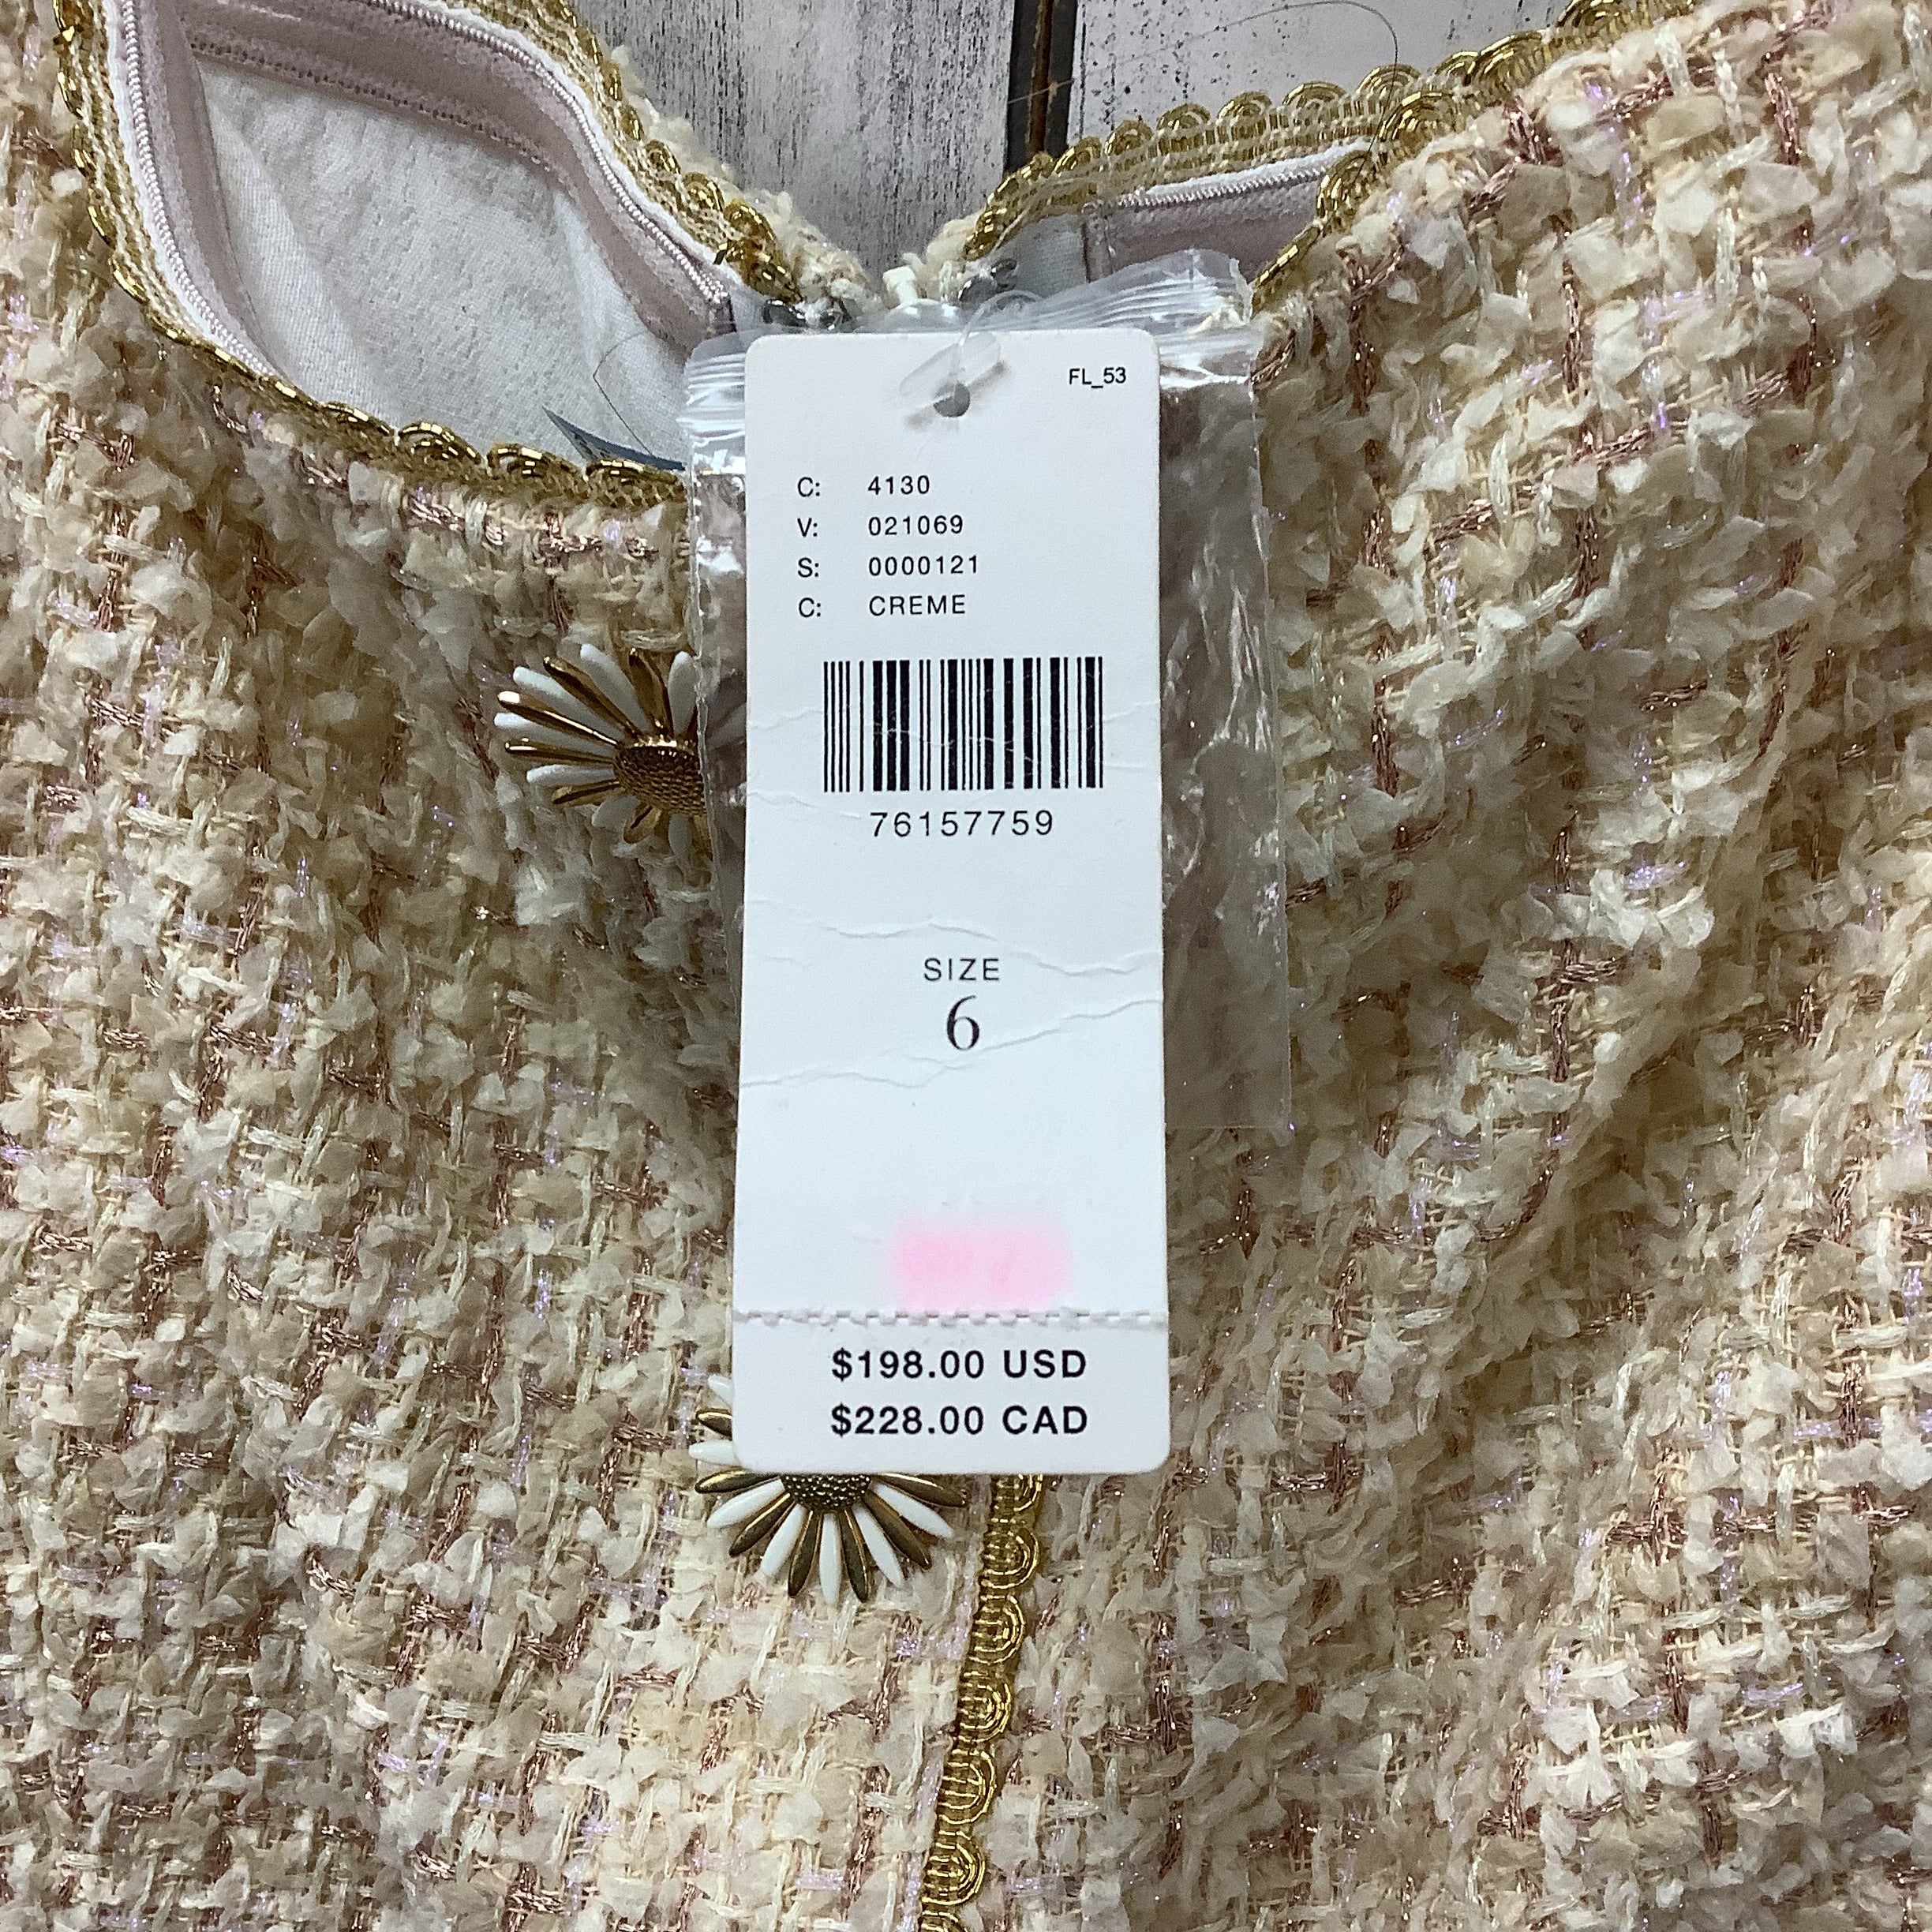 FL_53
C: 4130
V: 021069
S: 0000121
C: CREME
76157759
SIZE
6
$198.00 USD
$228.00 CAD